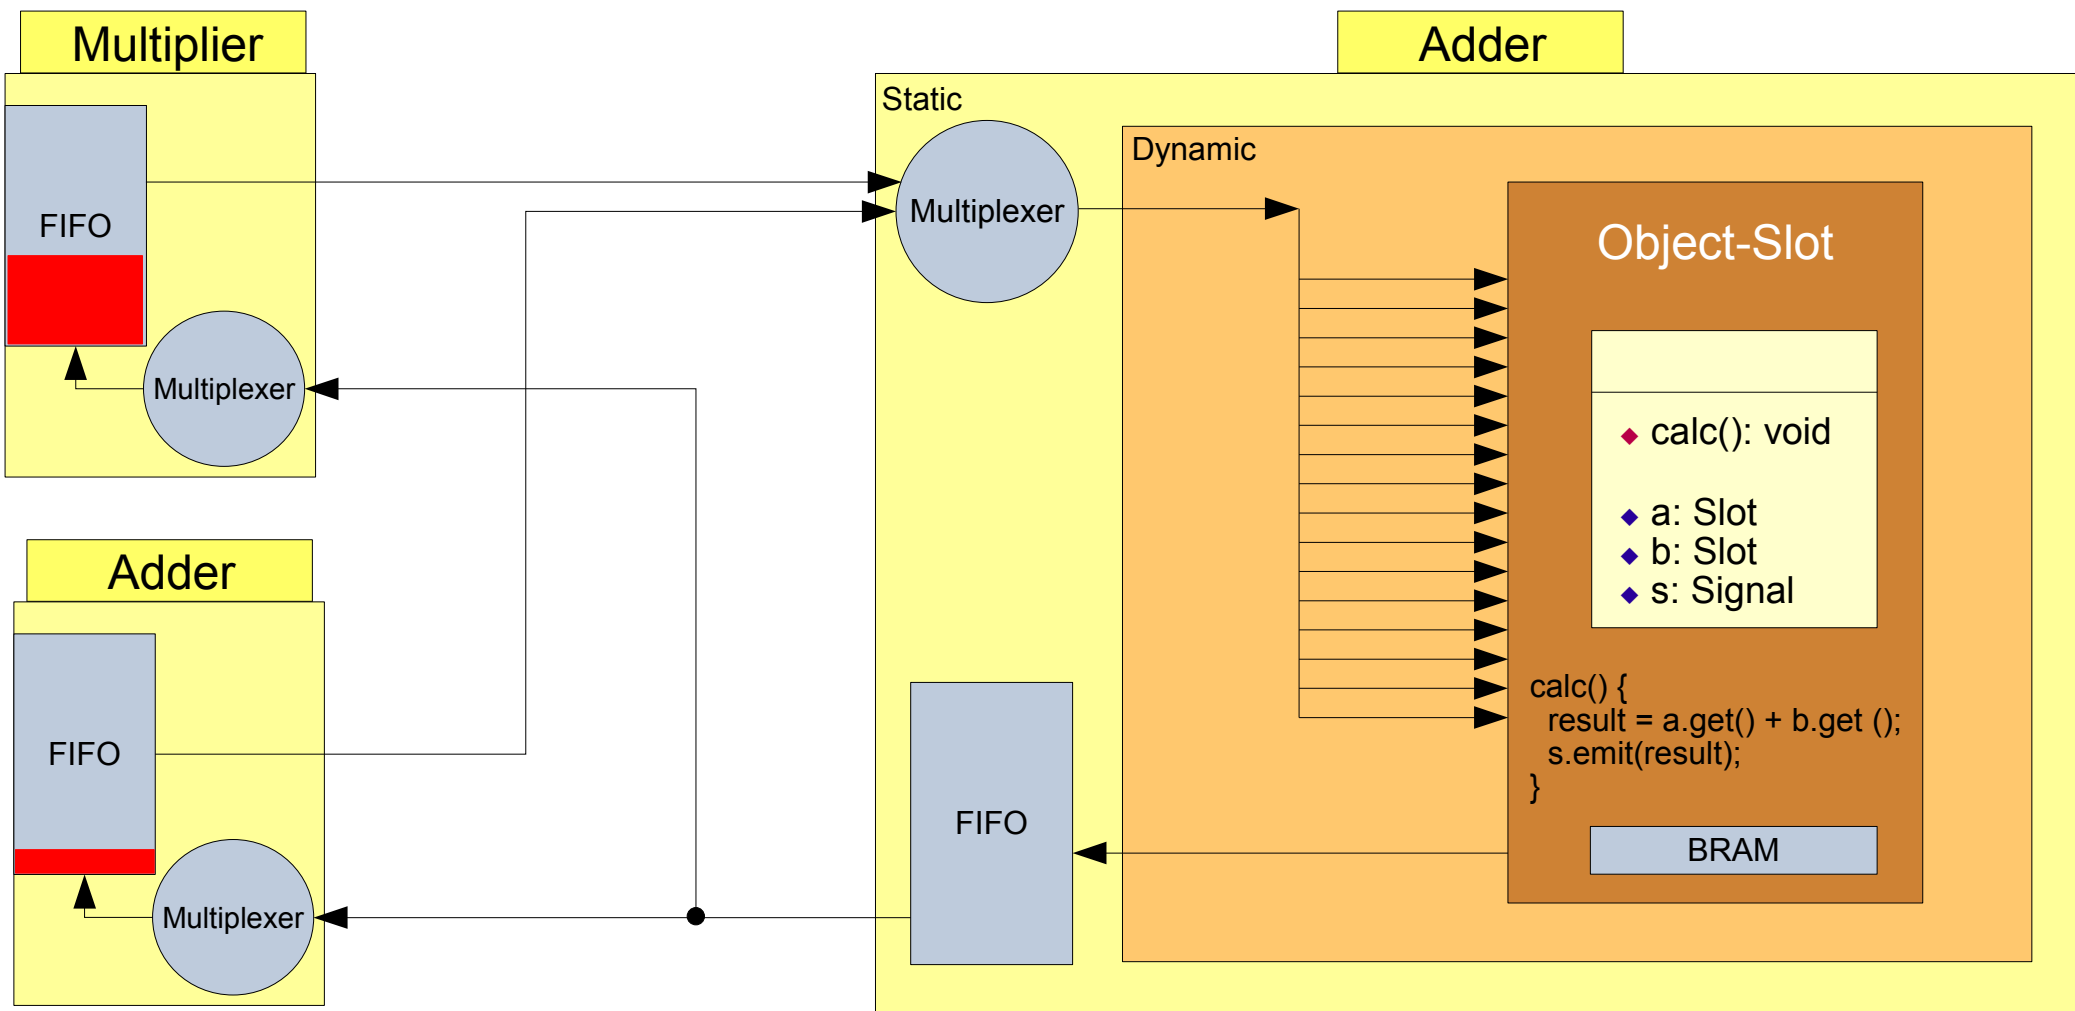 Multiplier
FIFO
Multiplexer
Adder
FIFO
Multiplexer
Adder
Static
Multiplexer
FIFO
Dynamic
Object-Slot
calc(): void
a: Slot
b: Slot
s: Signal
calc() {
result = a.get() + b.get ();
s.emit(result);
}
BRAM